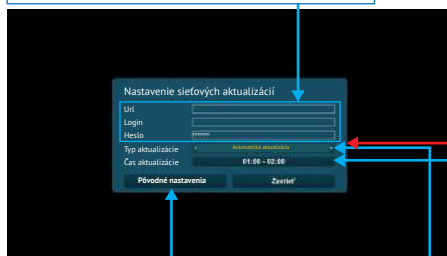 Nastavenie sieťových aktualizácií
Url
Login
Heslo ******
Typ aktualizácie Automatická aktualizácia
Čas aktualizácie 01:00 - 02:00
Pôvodné nastavenia Zavrieť